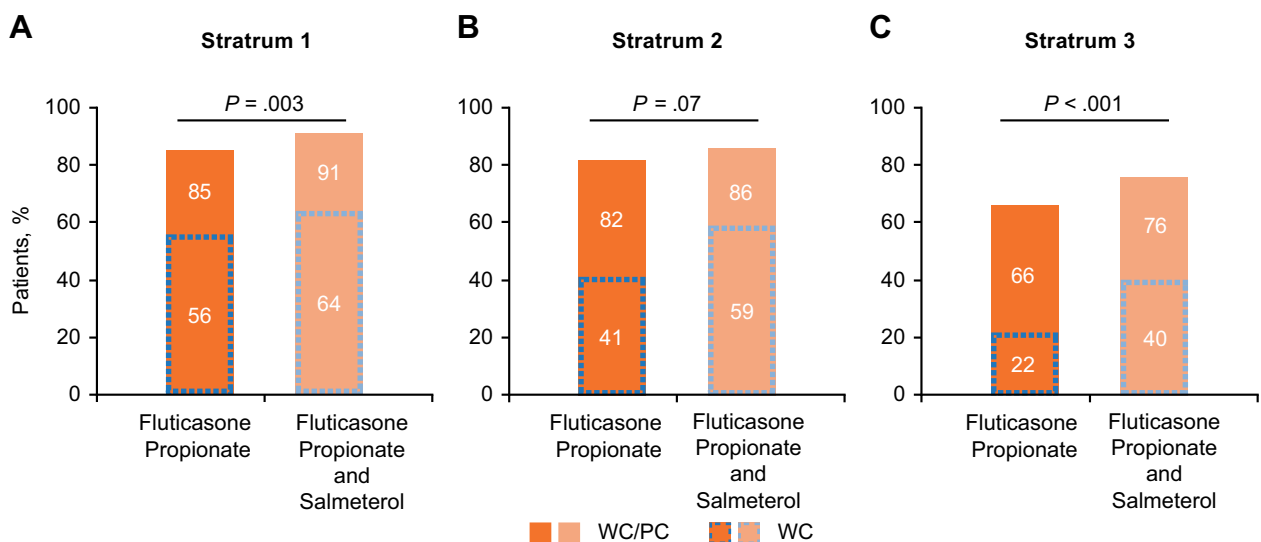 A
Stratrum 1
P = .003
Patients, %
100
80
60
40
20
0
85
56
91
64
Fluticasone
Propionate
Fluticasone
Propionate
and
Salmeterol
B
Stratrum 2
P = .07
100
80
60
40
20
0
82
41
86
59
Fluticasone
Propionate
Fluticasone
Propionate
and
Salmeterol
C
Stratrum 3
P < .001
100
80
60
40
20
0
66
22
76
40
Fluticasone
Propionate
Fluticasone
Propionate
and
Salmeterol
WC/PC
WC